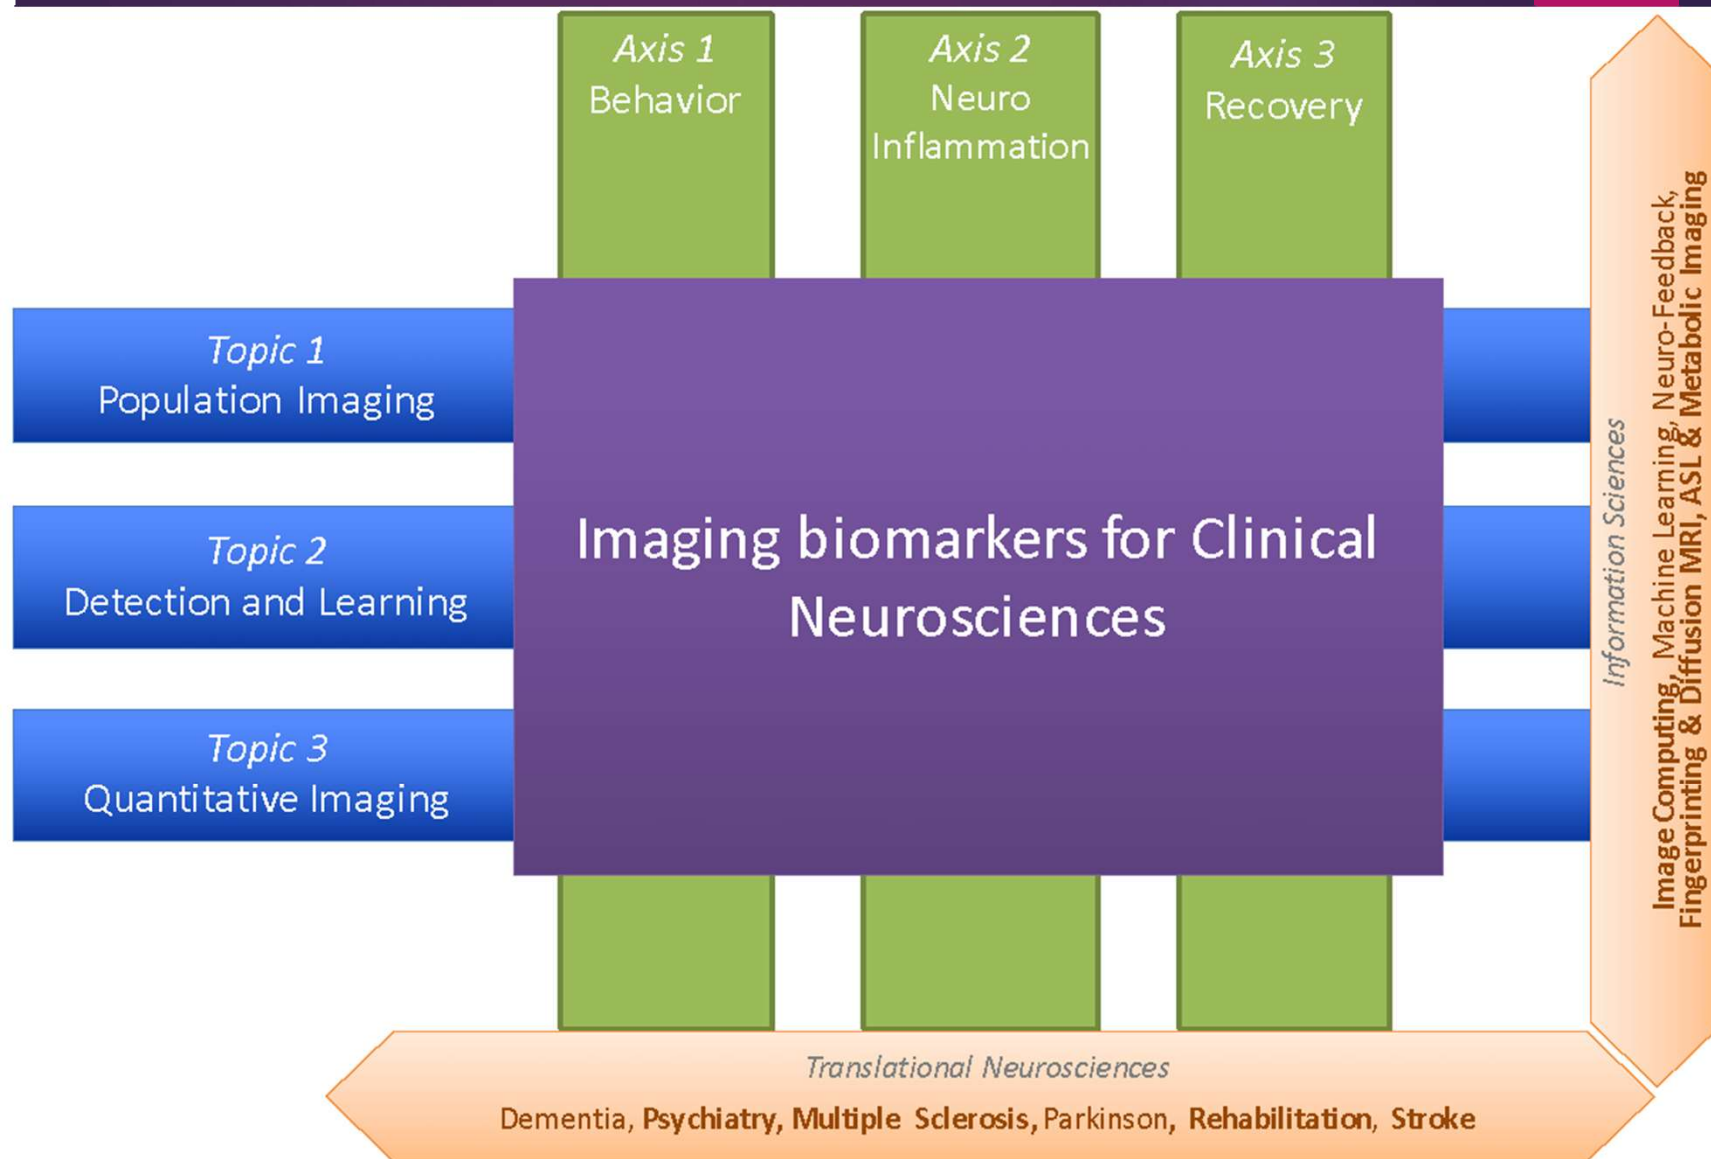 Axis 1
Behavior
Axis 2
Neuro
Inflammation
Axis 3
Recovery
Topic 1
Population Imaging
Topic 2
Detection and Learning
Topic 3
Quantitative Imaging
Imaging biomarkers for Clinical
Neurosciences
Information Sciences
Image Computing, Machine Learning, Neuro-Feedback,
Fingerprinting & Diffusion MRI, ASL & Metabolic Imaging
Translational Neurosciences
Dementia, Psychiatry, Multiple Sclerosis, Parkinson, Rehabilitation, Stroke